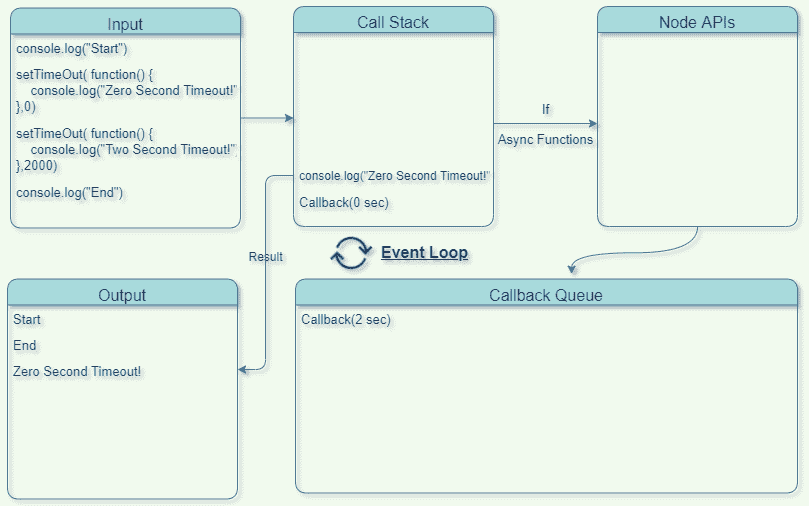 Input
console.log("Start")
setTimeOut( function() {
console.log("Zero Second Timeout!"
},0)
setTimeOut( function() {
console.log("Two Second Timeout!"
},2000)
console.log("End")
Call Stack
console.log("Zero Second Timeout!"
Callback(0 sec)
If
Async Functions
Node APIs
Result
Event Loop
Output
Start
End
Zero Second Timeout!
Callback Queue
Callback(2 sec)